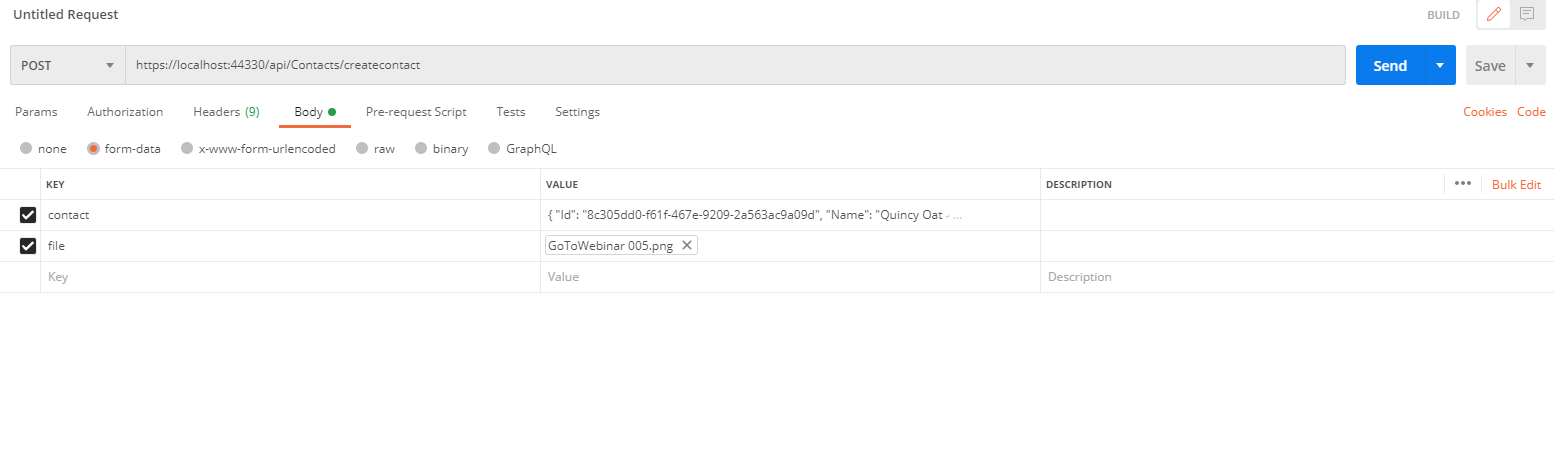 Untitled Request
BUILD
POST
https://localhost:44330/api/Contacts/createcontact
Send
Save
Params Authorization Headers (9) Body Pre-request Script Tests Settings
Cookies Code
none form-data x-www-form-urlencoded raw binary GraphQL
KEY VALUE DESCRIPTION ••• Bulk Edit
contact { "Id": "8c305dd0-f61f-467e-9209-2a563ac9a09d", "Name": "Quincy Oat - ...
file GoToWebinar 005.png
Key Value Description